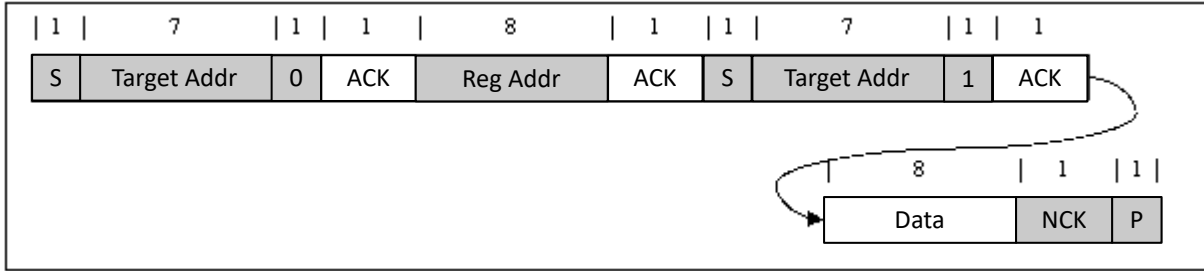 | 1 | 7 | 1 | 1 | 8 | 1 | 1 | 7 | 1 | 1
S Target Addr 0 ACK Reg Addr ACK S Target Addr 1 ACK
| 8 | 1 | 1 |
Data NCK P